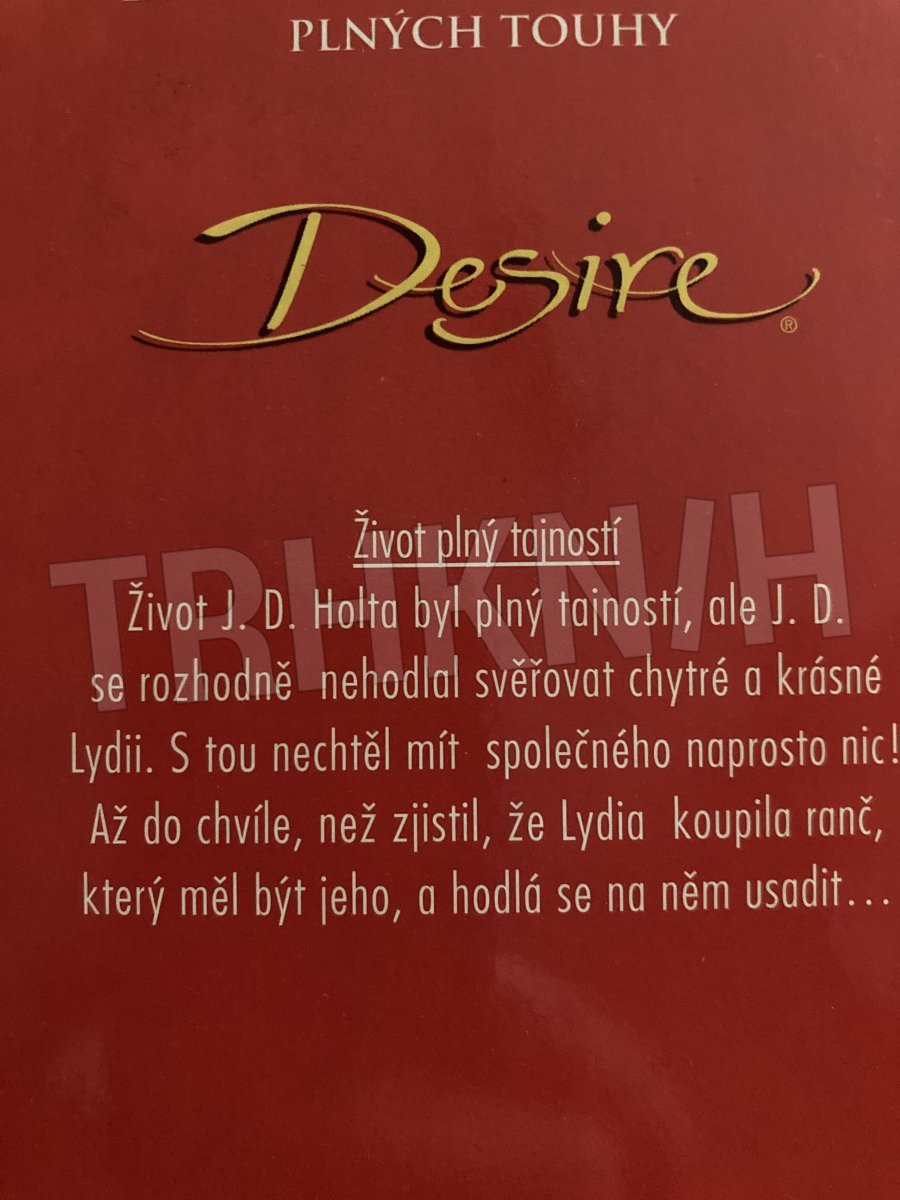 PLNÝCH TOUHY
Desire®
Život plný tajností
TBHKN/H
Život J. D. Holta byl plný tajností, ale J. D.
se rozhodně nehodlal svěřovat chytré a krásné
Lydii. S tou nechtěl mít společného naprosto nic!
Až do chvíle, než zjistil, že Lydia koupila ranč,
který měl být jeho, a hodlá se na něm usadit...